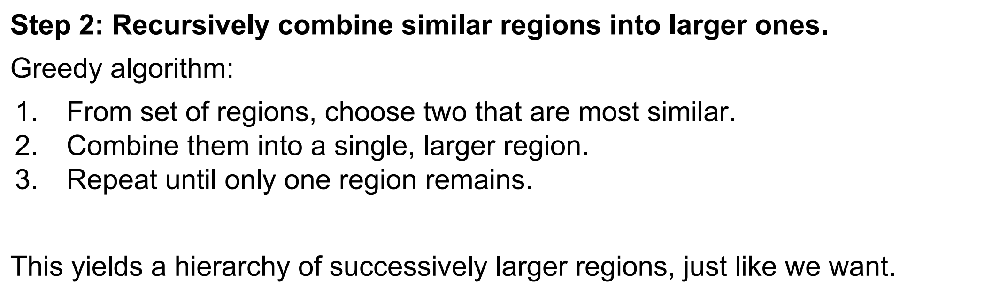 Step 2: Recursively combine similar regions into larger ones.
Greedy algorithm:
1. From set of regions, choose two that are most similar.
2. Combine them into a single, larger region.
3. Repeat until only one region remains.
This yields a hierarchy of successively larger regions, just like we want.